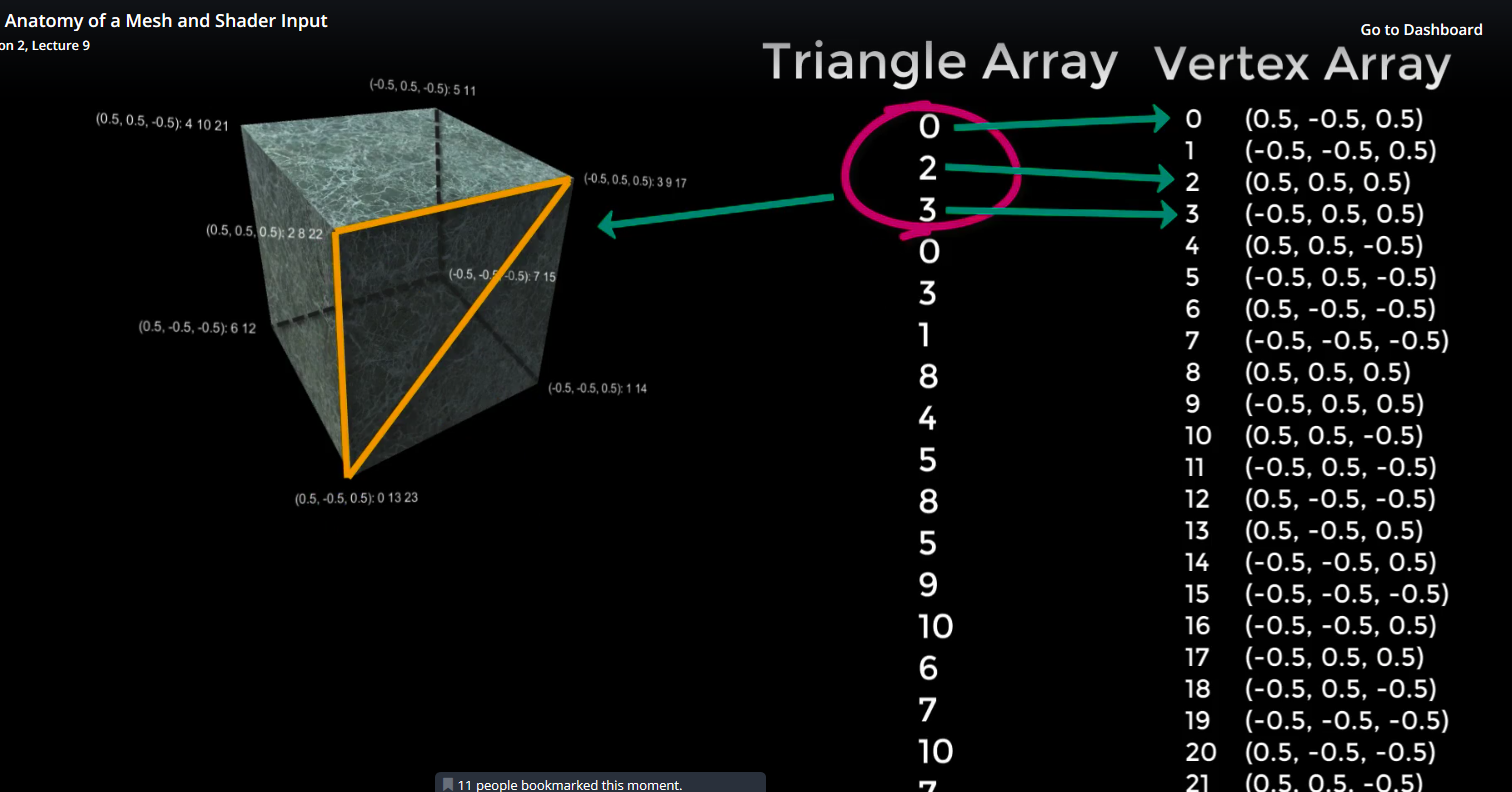 Anatomy of a Mesh and Shader Input
on 2, Lecture 9
Go to Dashboard
(-0.5, 0.5, -0.5): 5 11
(0.5, 0.5, -0.5): 4 10 21
(-0.5, 0.5, 0.5): 3 9 17
(0.5, 0.5, 0.5): 2 8 22
(-0.5, -0.5, -0.5): 7 15
(0.5, -0.5, -0.5): 6 12
(-0.5, -0.5, 0.5): 1 14
(0.5, -0.5, 0.5): 0 13 23
Triangle Array
0
2
3
0
3
1
8
4
5
8
5
9
10
6
7
10
7
Vertex Array
0 (0.5, -0.5, 0.5)
1 (-0.5, -0.5, 0.5)
2 (0.5, 0.5, 0.5)
3 (-0.5, 0.5, 0.5)
4 (0.5, 0.5, -0.5)
5 (-0.5, 0.5, -0.5)
6 (0.5, -0.5, -0.5)
7 (-0.5, -0.5, -0.5)
8 (0.5, 0.5, 0.5)
9 (-0.5, 0.5, 0.5)
10 (0.5, 0.5, -0.5)
11 (-0.5, 0.5, -0.5)
12 (0.5, -0.5, -0.5)
13 (0.5, -0.5, 0.5)
14 (-0.5, -0.5, 0.5)
15 (-0.5, -0.5, -0.5)
16 (-0.5, -0.5, 0.5)
17 (-0.5, 0.5, 0.5)
18 (-0.5, 0.5, -0.5)
19 (-0.5, -0.5, -0.5)
20 (0.5, -0.5, -0.5)
21 (0.5, 0.5, -0.5)
11 people bookmarked this moment.